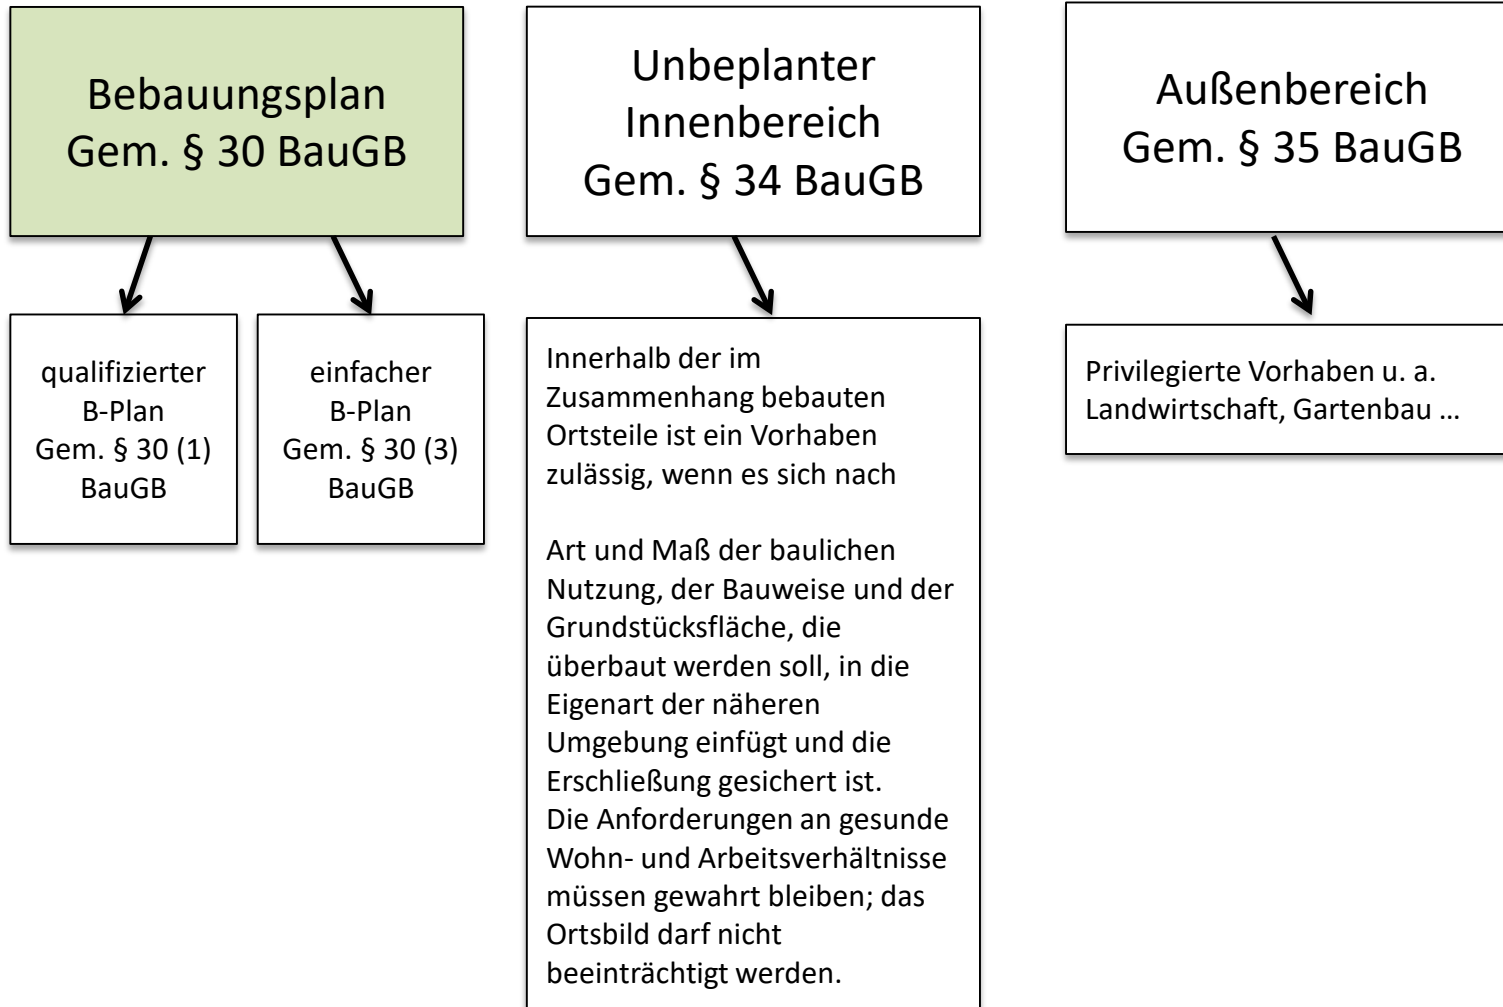 Bebauungsplan
Gem. § 30 BauGB
qualifizierter
B-Plan
Gem. § 30 (1)
BauGB
einfacher
B-Plan
Gem. § 30 (3)
BauGB
Unbeplanter
Innenbereich
Gem. § 34 BauGB
Innerhalb der im
Zusammenhang bebauten
Ortsteile ist ein Vorhaben
zulässig, wenn es sich nach
Art und Maß der baulichen
Nutzung, der Bauweise und der
Grundstücksfläche, die
überbaut werden soll, in die
Eigenart der näheren
Umgebung einfügt und die
Erschließung gesichert ist.
Die Anforderungen an gesunde
Wohn- und Arbeitsverhältnisse
müssen gewahrt bleiben; das
Ortsbild darf nicht
beeinträchtigt werden.
Außenbereich
Gem. § 35 BauGB
Privilegierte Vorhaben u. a.
Landwirtschaft, Gartenbau …